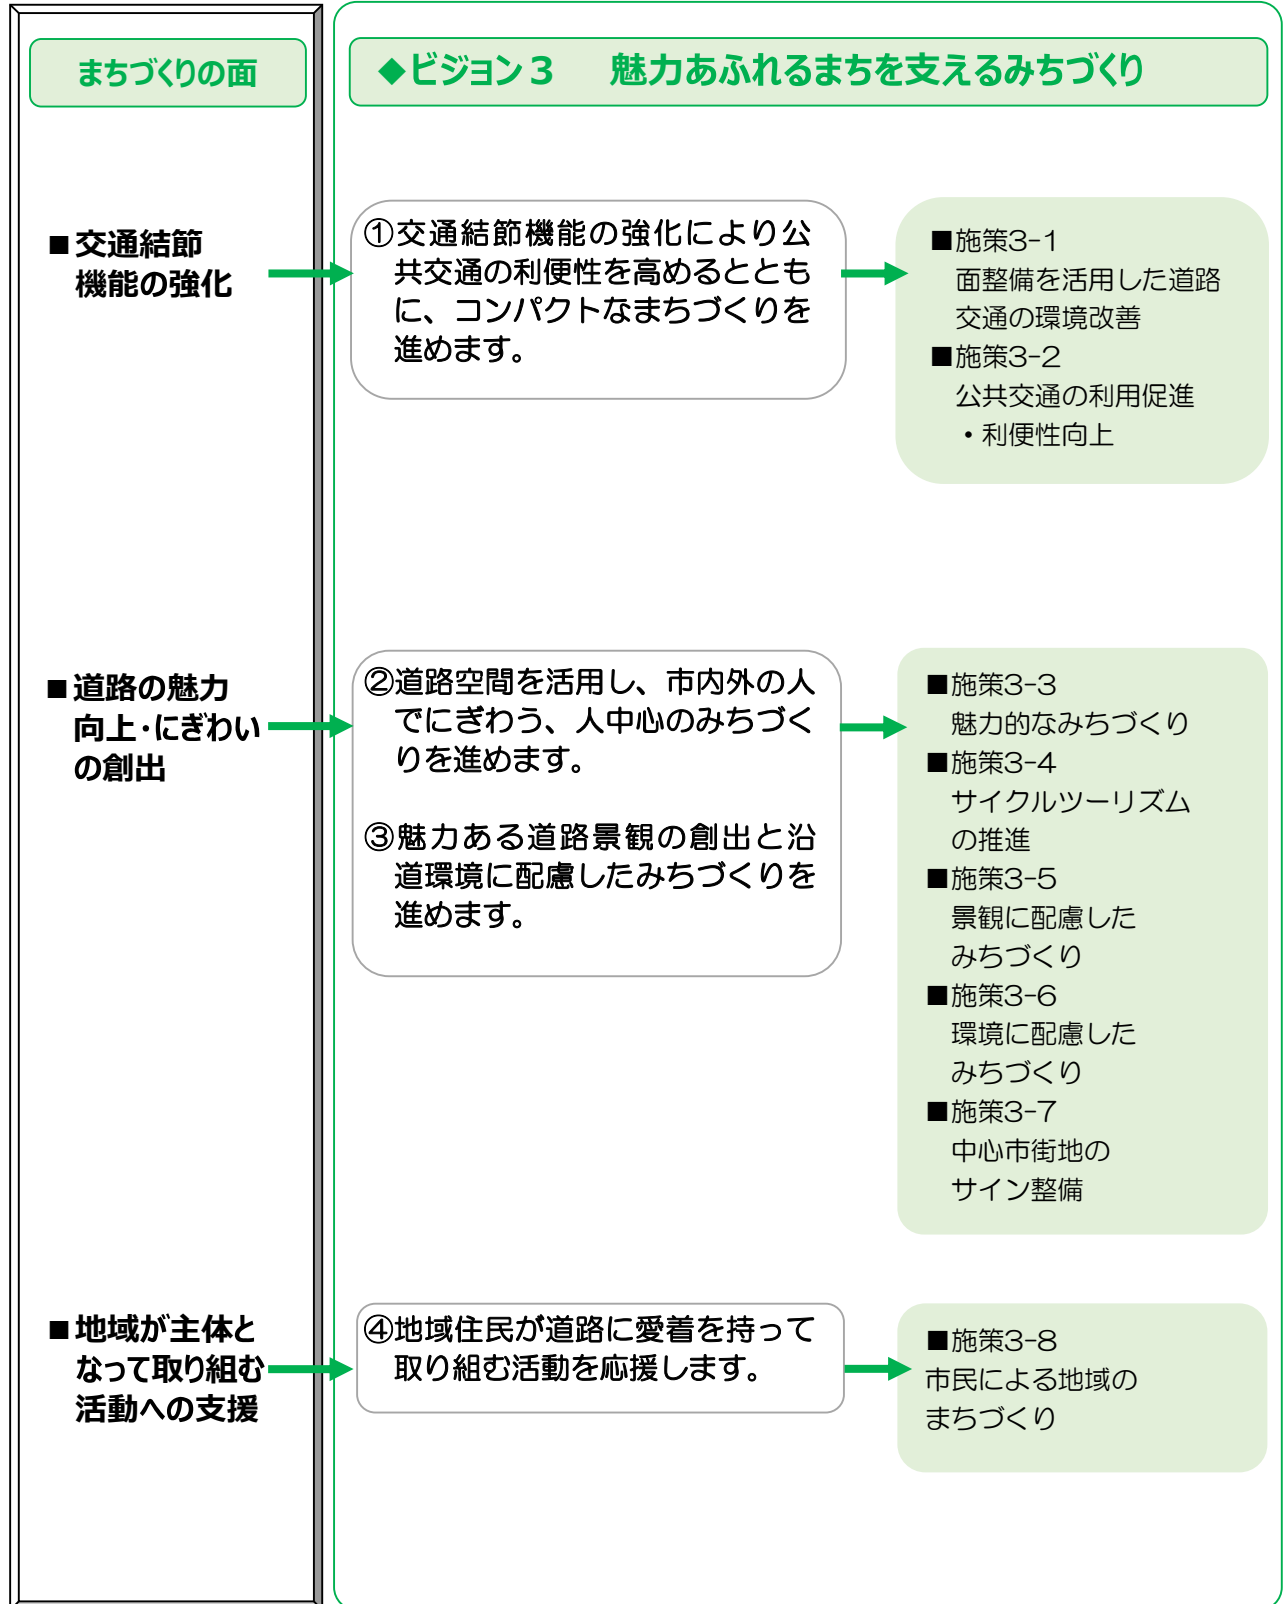 まちづくりの面
◆ビジョン３　魅力あふれるまちを支えるみちづくり
■交通結節
機能の強化
①交通結節機能の強化により公
共交通の利便性を高めるととも
に、コンパクトなまちづくりを
進めます。
■施策3-1
面整備を活用した道路
交通の環境改善
■施策3-2
公共交通の利用促進
・利便性向上
■道路の魅力
向上・にぎわい
の創出
②道路空間を活用し、市内外の人
でにぎわう、人中心のみちづく
りを進めます。
③魅力ある道路景観の創出と沿
道環境に配慮したみちづくりを
進めます。
■施策3-3
魅力的なみちづくり
■施策3-4
サイクルツーリズム
の推進
■施策3-5
景観に配慮した
みちづくり
■施策3-6
環境に配慮した
みちづくり
■施策3-7
中心市街地の
サイン整備
■地域が主体と
なって取り組む
活動への支援
④地域住民が道路に愛着を持って
取り組む活動を応援します。
■施策3-8
市民による地域の
まちづくり